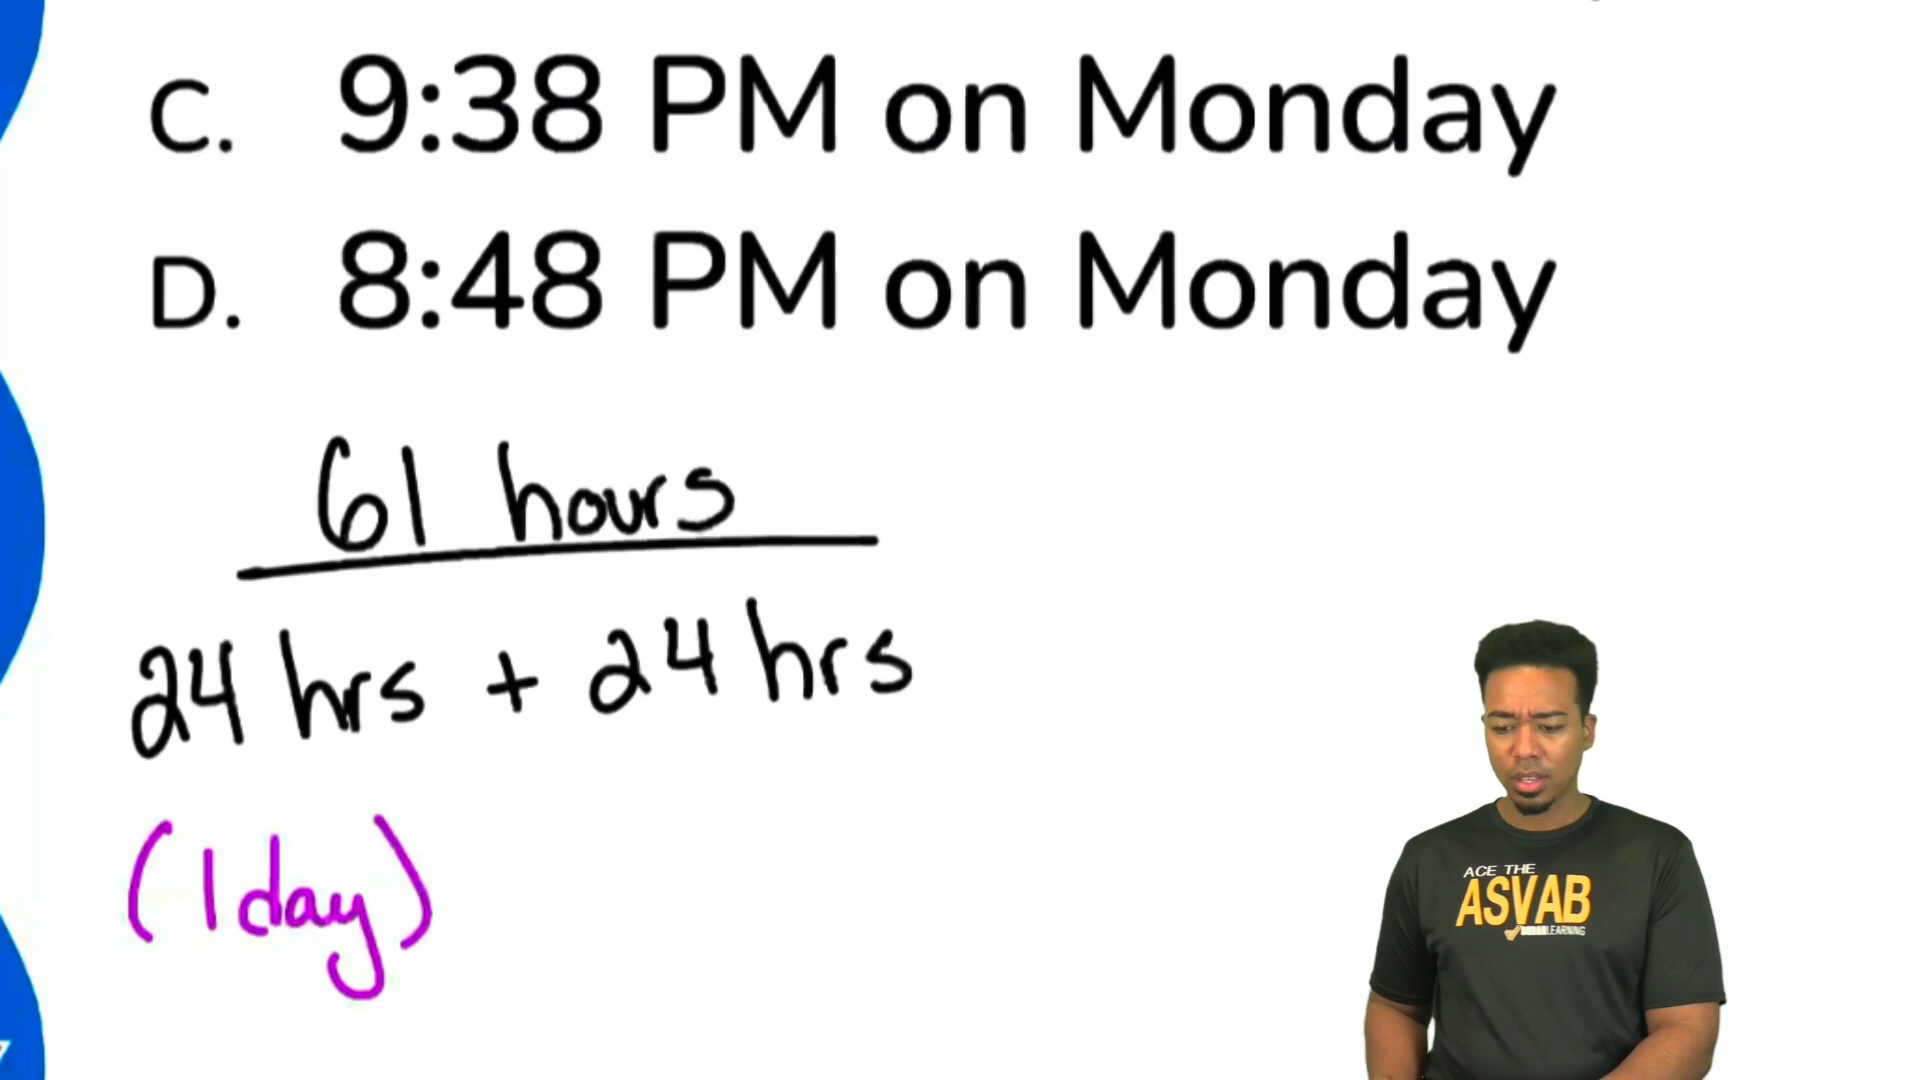 C. 9:38 PM on Monday
D. 8:48 PM on Monday
61 hours
24 hrs + 24 hrs
(1 day)
ACE THE
ASVAB
LEARNING